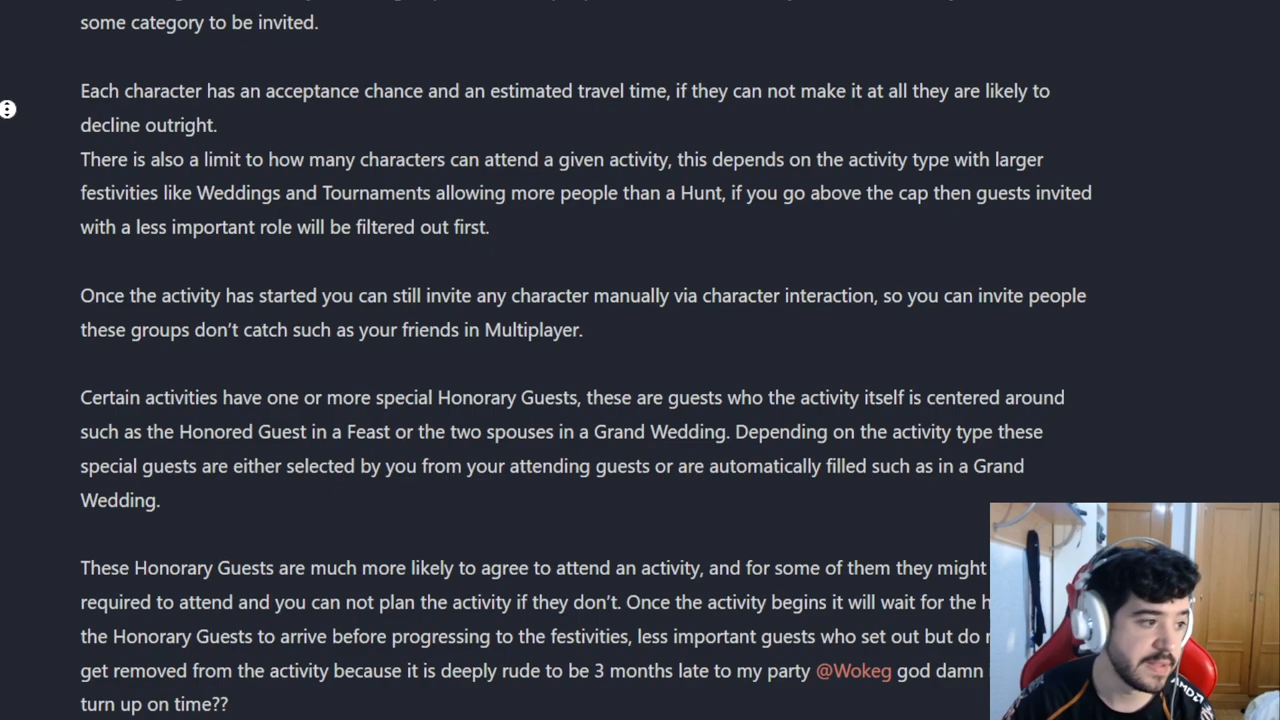 some category to be invited.
Each character has an acceptance chance and an estimated travel time, if they can not make it at all they are likely to
decline outright.
There is also a limit to how many characters can attend a given activity, this depends on the activity type with larger
festivities like Weddings and Tournaments allowing more people than a Hunt, if you go above the cap then guests invited
with a less important role will be filtered out first.
Once the activity has started you can still invite any character manually via character interaction, so you can invite people
these groups don’t catch such as your friends in Multiplayer.
Certain activities have one or more special Honorary Guests, these are guests who the activity itself is centered around
such as the Honored Guest in a Feast or the two spouses in a Grand Wedding. Depending on the activity type these
special guests are either selected by you from your attending guests or are automatically filled such as in a Grand
Wedding.
These Honorary Guests are much more likely to agree to attend an activity, and for some of them they might
required to attend and you can not plan the activity if they don’t. Once the activity begins it will wait for the
the Honorary Guests to arrive before progressing to the festivities, less important guests who set out but do
get removed from the activity because it is deeply rude to be 3 months late to my party @Wokeg god damn
turn up on time??
AMD